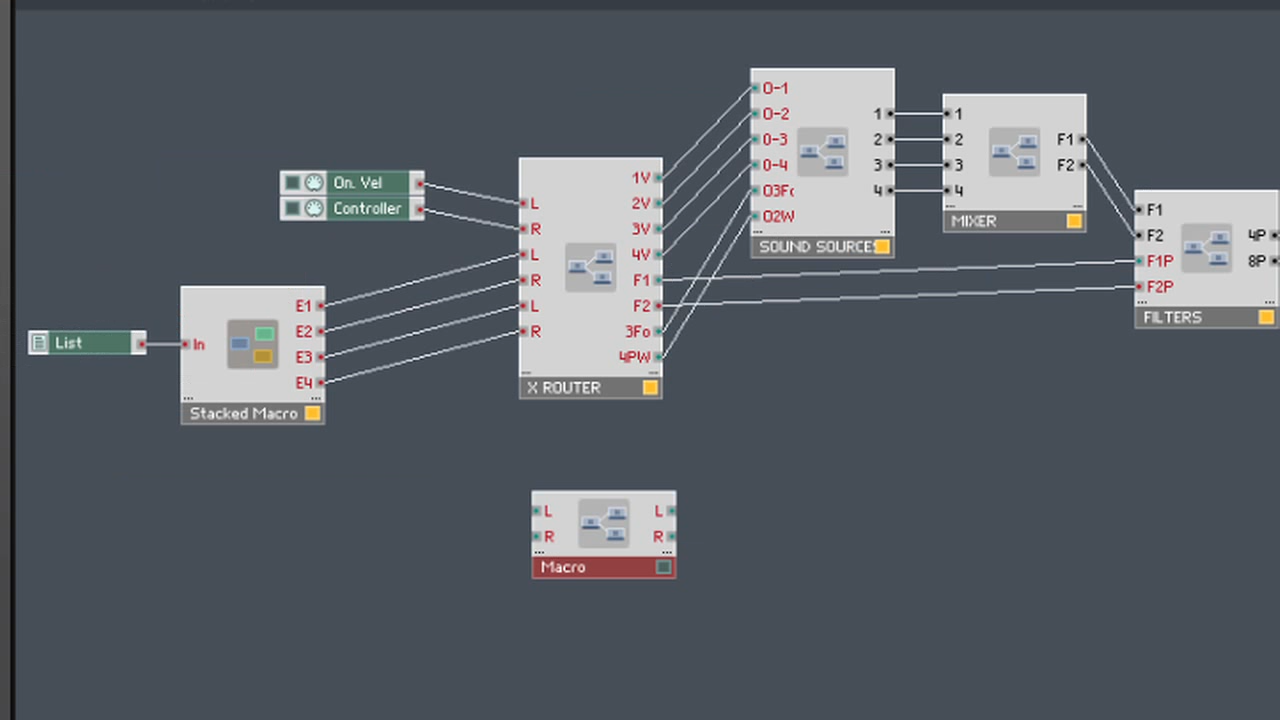 On. Vel
Controller
List
In
E1
E2
E3
E4
Stacked Macro
L
R
L
R
L
R
1V
2V
3V
4V
F1
F2
3Fo
4PW
X ROUTER
O-1
O-2
O-3
O-4
O3Fc
O2W
1
2
3
4
SOUND SOURCES
1
2
3
4
F1
F2
MIXER
F1
F2
F1P
F2P
4P
8P
FILTERS
L
R
L
R
Macro